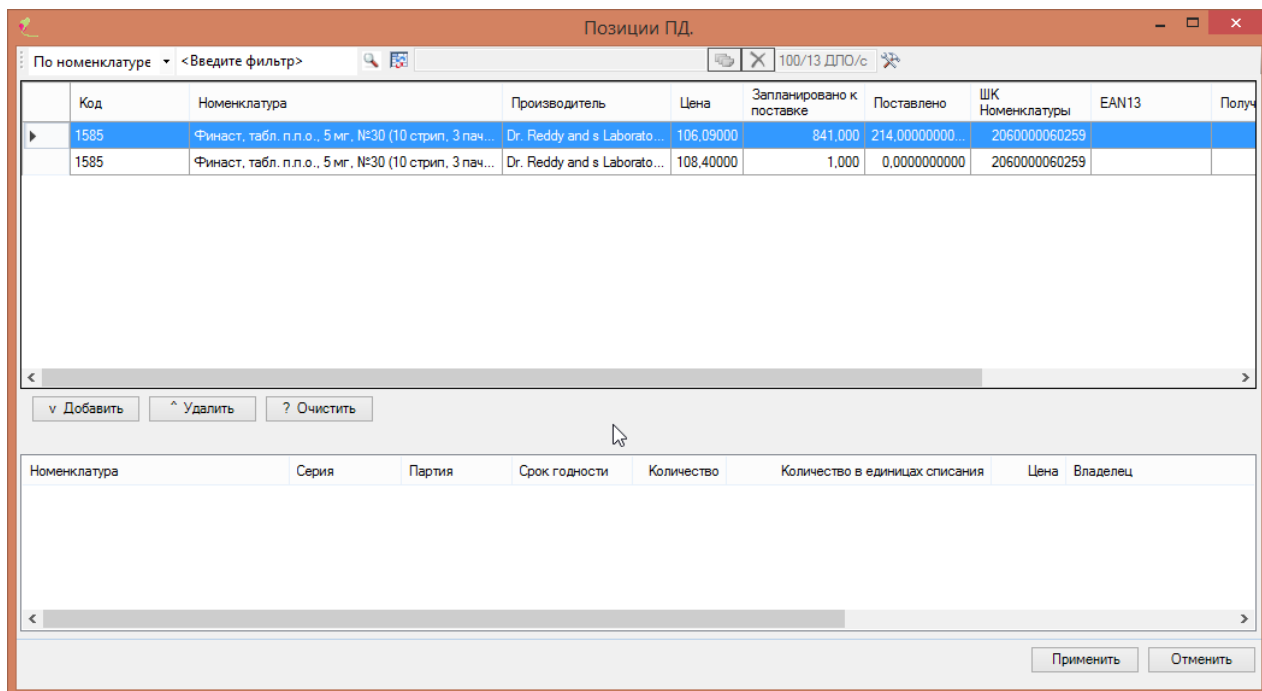 Позиции ПД.
По номенклатуре <Введите фильтр> 100/13 ДЛО/с
Код Номенклатура Производитель Цена Запланировано к поставке Поставлено ШК Номенклатуры EAN13 Получ
1585 Финаст, табл. п.п.о., 5 мг, №30 (10 стрип, 3 пач... Dr. Reddy and s Laborato... 106,09000 841,000 214,00000000... 2060000060259
1585 Финаст, табл. п.п.о., 5 мг, №30 (10 стрип, 3 пач... Dr. Reddy and s Laborato... 108,40000 1,000 0,0000000000 2060000060259
v Добавить ^ Удалить ? Очистить
Номенклатура Серия Партия Срок годности Количество Количество в единицах списания Цена Владелец
Применить Отменить